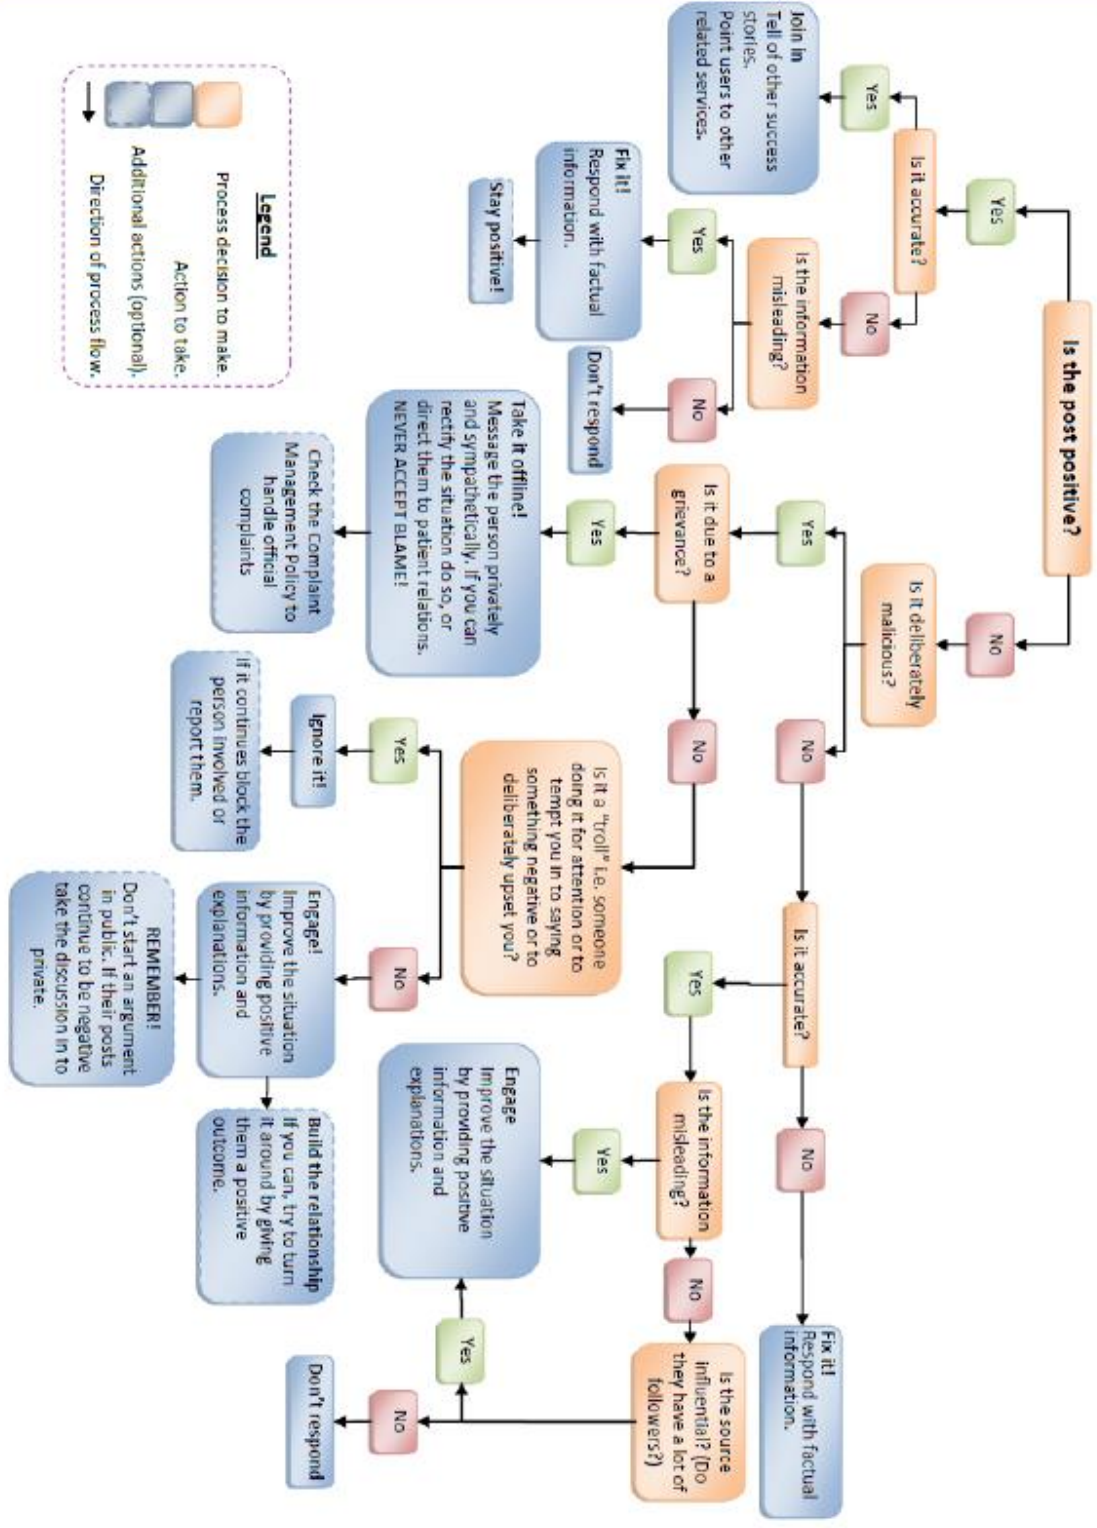 Is the post positive?
Yes
No
Is it accurate?
Is it deliberately
malicious?
Yes
No
Yes
No
Join in
Tell of other success
stories.
Point users to other
related services.
Is the information
misleading?
Is it due to a
grievance?
Is it accurate?
Yes
No
Yes
No
Yes
No
Fix it!
Respond with factual
information.
Don't respond
Stay positive!
Take it offline!
Message the person privately
and sympathetically. If you can
rectify the situation do so, or
direct them to patient relations.
NEVER ACCEPT BLAME!
Check the Complaint
Management Policy to
handle official
complaints
Is it a "troll" i.e. someone
doing it for attention or to
tempt you in to saying
something negative or to
deliberately upset you?
Yes
No
Ignore it!
If it continues block the
person involved or
report them.
Engage!
Improve the situation
by providing positive
information and
explanations.
REMEMBER!
Don't start an argument
in public. If their posts
continue to be negative
take the discussion in to
private.
Build the relationship
If you can, try to turn
it around by giving
them a positive
outcome.
Is the information
misleading?
Yes
No
Engage
Improve the situation
by providing positive
information and
explanations.
Fix it!
Respond with factual
information.
Is the source
influential? (Do
they have a lot of
followers?)
Yes
No
Don't respond
Legend
Process decision to make.
Action to take.
Additional actions (optional).
Direction of process flow.